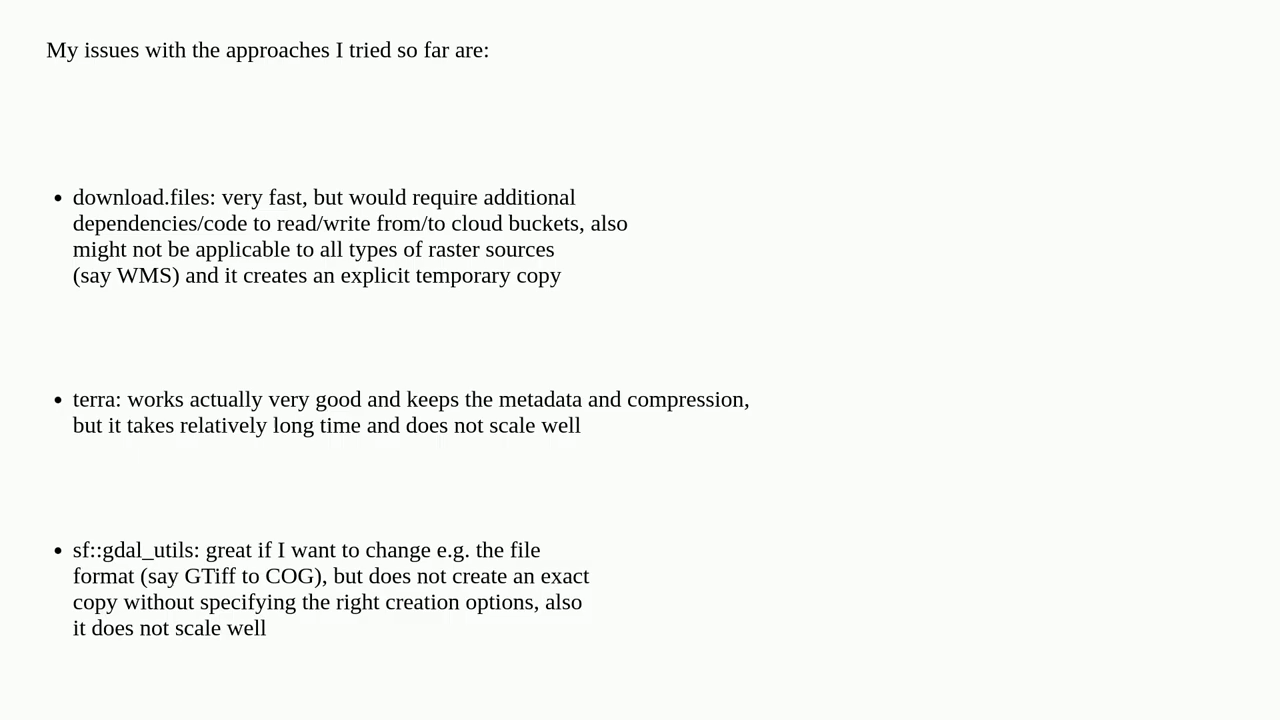 My issues with the approaches I tried so far are:
• download.files: very fast, but would require additional
dependencies/code to read/write from/to cloud buckets, also
might not be applicable to all types of raster sources
(say WMS) and it creates an explicit temporary copy
• terra: works actually very good and keeps the metadata and compression,
but it takes relatively long time and does not scale well
• sf::gdal_utils: great if I want to change e.g. the file
format (say GTiff to COG), but does not create an exact
copy without specifying the right creation options, also
it does not scale well